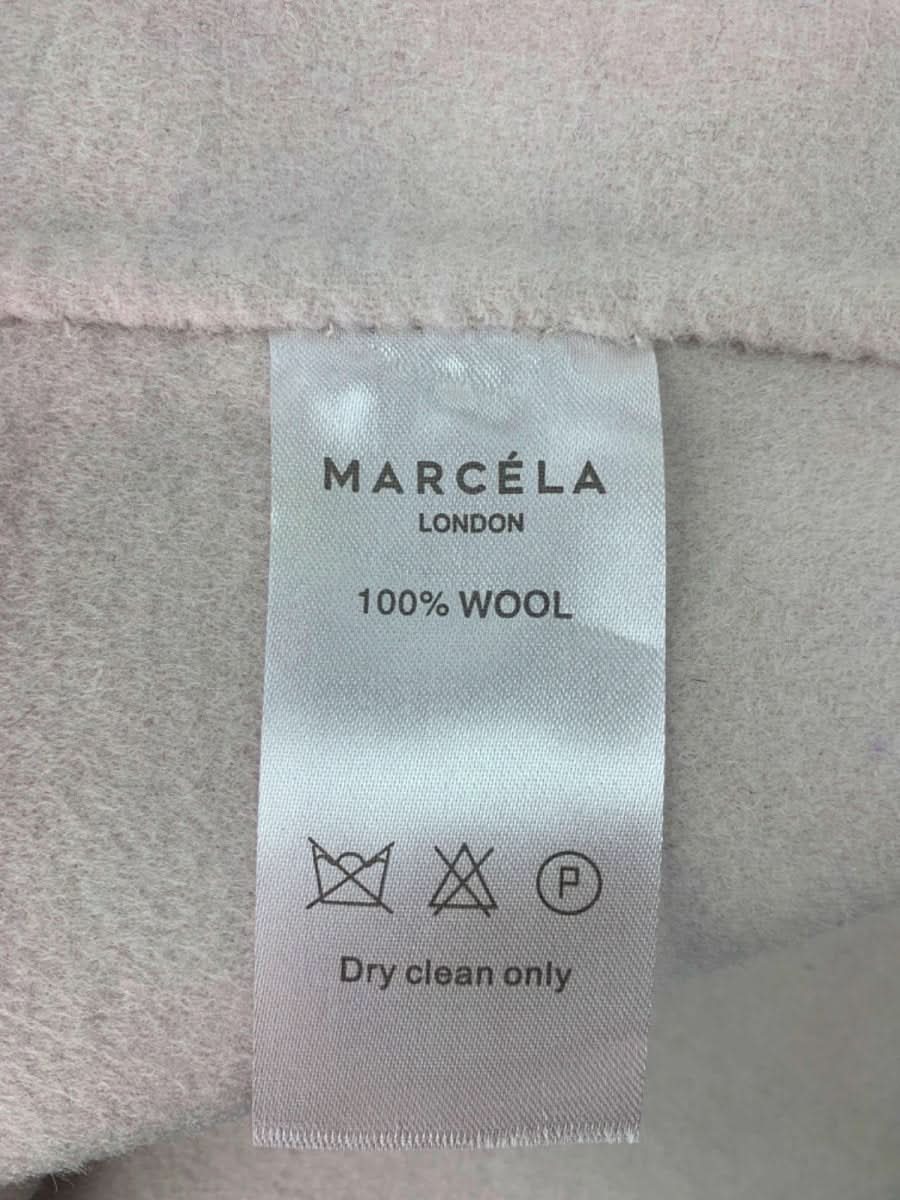 MARCÉLA
LONDON
100% WOOL
P
Dry clean only